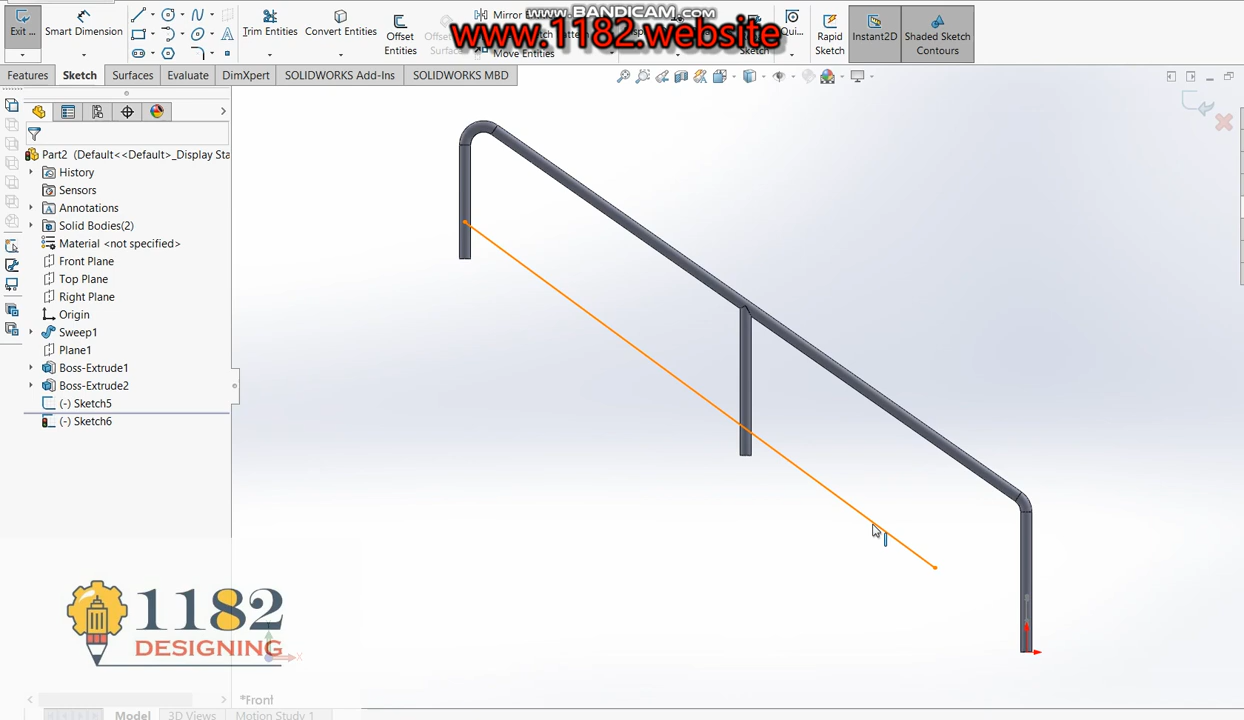 www.BANDICAM.com
www.1182.website
Exit ...
Smart Dimension
Trim Entities
Convert Entities
Offset Entities
Mirror
Move Entities
Rapid Sketch
Instant2D
Shaded Sketch Contours
Features
Sketch
Surfaces
Evaluate
DimXpert
SOLIDWORKS Add-Ins
SOLIDWORKS MBD
Part2 (Default<<Default>_Display Sta
History
Sensors
Annotations
Solid Bodies(2)
Material <not specified>
Front Plane
Top Plane
Right Plane
Origin
Sweep1
Plane1
Boss-Extrude1
Boss-Extrude2
(-) Sketch5
(-) Sketch6
1182
DESIGNING
*Front
Model
3D Views
Motion Study 1